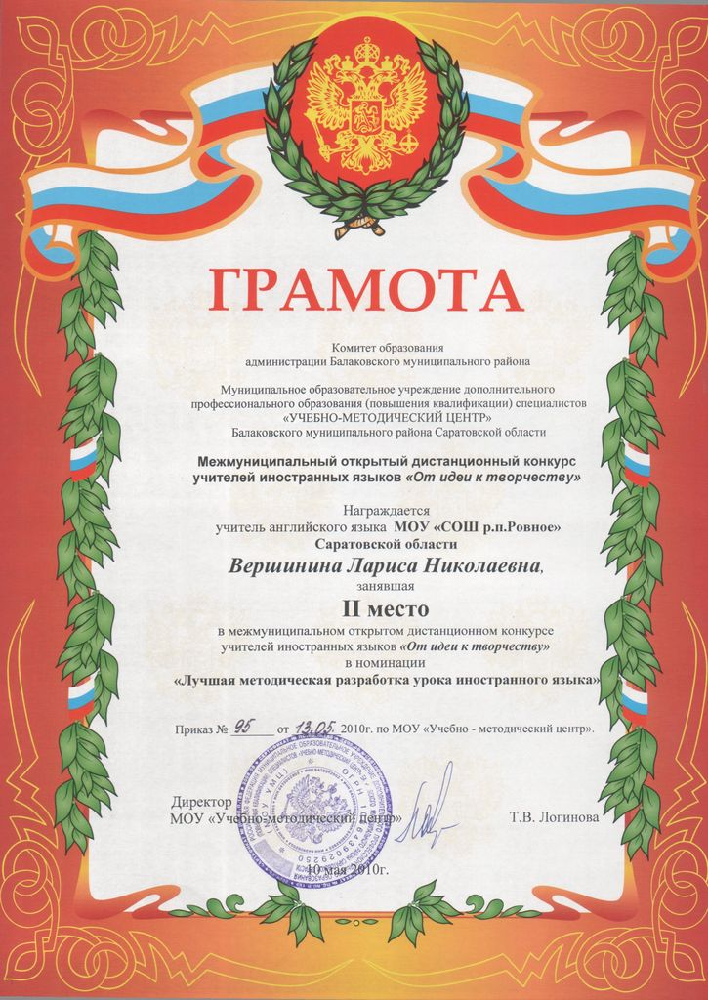 ГРАМОТА
Комитет образования
администрации Балаковского муниципального района
Муниципальное образовательное учреждение дополнительного
профессионального образования (повышения квалификации) специалистов
«УЧЕБНО-МЕТОДИЧЕСКИЙ ЦЕНТР»
Балаковского муниципального района Саратовской области
Межмуниципальный открытый дистанционный конкурс
учителей иностранных языков «От идеи к творчеству»
Награждается
учитель английского языка МОУ «СОШ р.п.Ровное»
Саратовской области
Вершинина Лариса Николаевна,
занявшая
II место
в межмуниципальном открытом дистанционном конкурсе
учителей иностранных языков «От идеи к творчеству»
в номинации
«Лучшая методическая разработка урока иностранного языка»
Приказ № 95 от 13.05. 2010г. по МОУ «Учебно - методический центр».
Директор
МОУ «Учебно-методический центр»
Т.В. Логинова
10 мая 2010г.